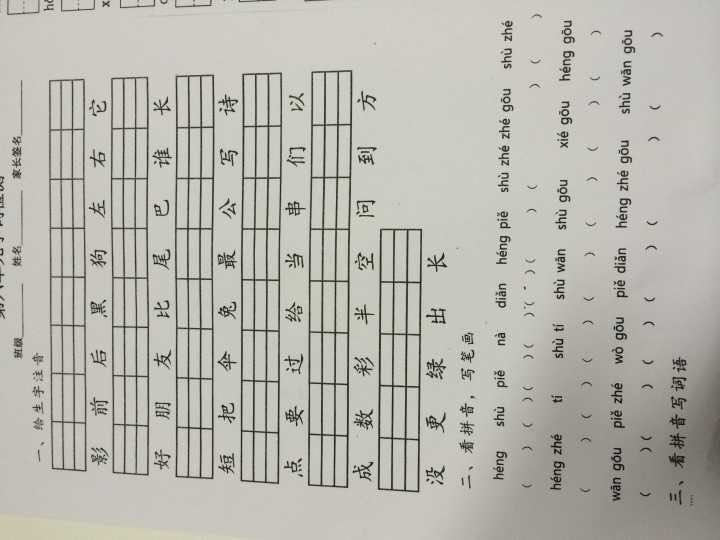 班级________ 姓名________ 家长签名________
一、给生字注音
影 前 后 黑 狗 左 右 它
好 朋 友 比 尾 巴 谁 长
短 把 伞 兔 最 公 写 诗
点 要 过 给 当 串 们 以
成 数 彩 半 空 问 到 方
没 更 绿 出 长
二、看拼音，写笔画
héng shù piě nà diǎn héng piě shù zhé zhé gōu shù zhé
( ) ( ) ( ) ( ) ( ) ( ) ( ) ( )
héng zhé tí shù tí shù wān shù gōu xié gōu héng gōu
( ) ( ) ( ) ( ) ( ) ( ) ( )
wān gōu piě zhé wò gōu piě diǎn héng zhé gōu shù wān gōu
( ) ( ) ( ) ( ) ( ) ( )
三、看拼音写词语